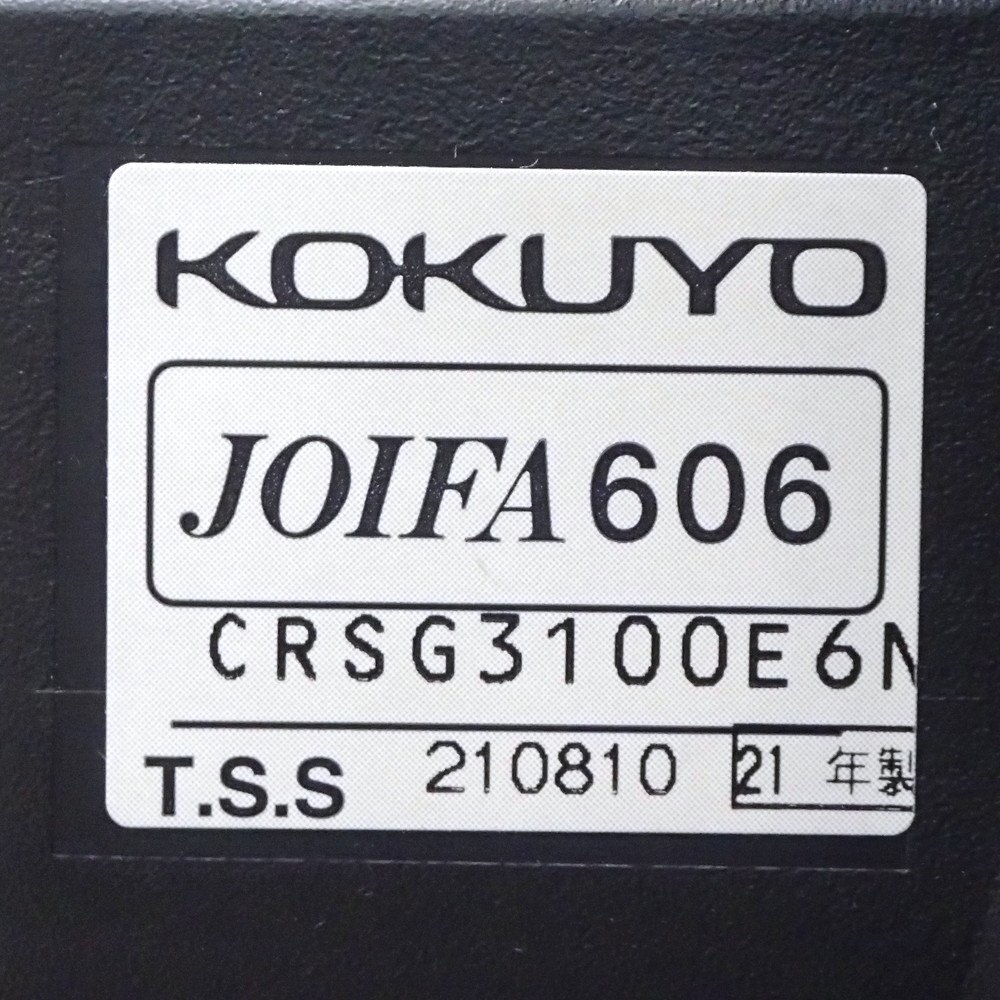 KOKUYO
JOIFA 606
CRSG3100E6N
T.S.S 210810 21 年製